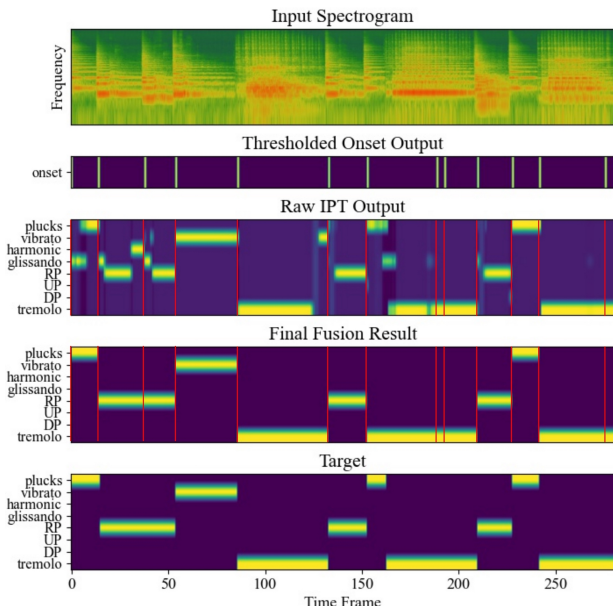 Input Spectrogram
Frequency
Thresholded Onset Output
onset
Raw IPT Output
plucks
vibrato
harmonic
glissando
RP
UP
DP
tremolo
Final Fusion Result
plucks
vibrato
harmonic
glissando
RP
UP
DP
tremolo
Target
plucks
vibrato
harmonic
glissando
RP
UP
DP
tremolo
0 50 100 150 200 250
Time Frame